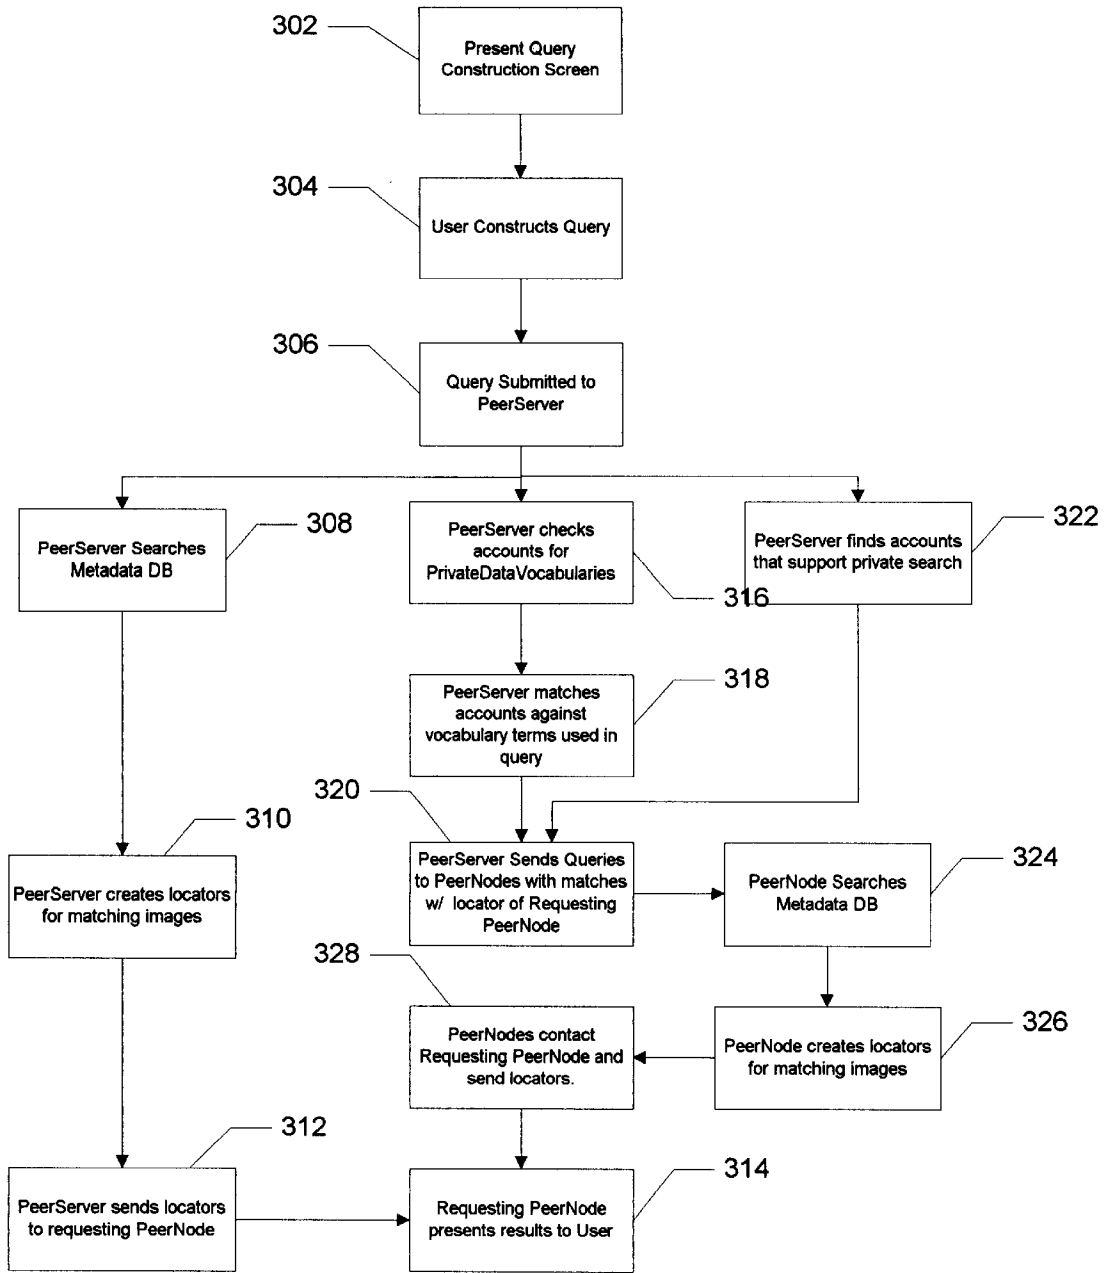 302
Present Query
Construction Screen
304
User Constructs Query
306
Query Submitted to
PeerServer
308
PeerServer Searches
Metadata DB
PeerServer checks
accounts for
PrivateDataVocabularies
316
322
PeerServer finds accounts
that support private search
318
PeerServer matches
accounts against
vocabulary terms used in
query
320
310
PeerServer creates locators
for matching images
PeerServer Sends Queries
to PeerNodes with matches
w/ locator of Requesting
PeerNode
324
PeerNode Searches
Metadata DB
328
PeerNodes contact
Requesting PeerNode and
send locators.
326
PeerNode creates locators
for matching images
312
PeerServer sends locators
to requesting PeerNode
314
Requesting PeerNode
presents results to User